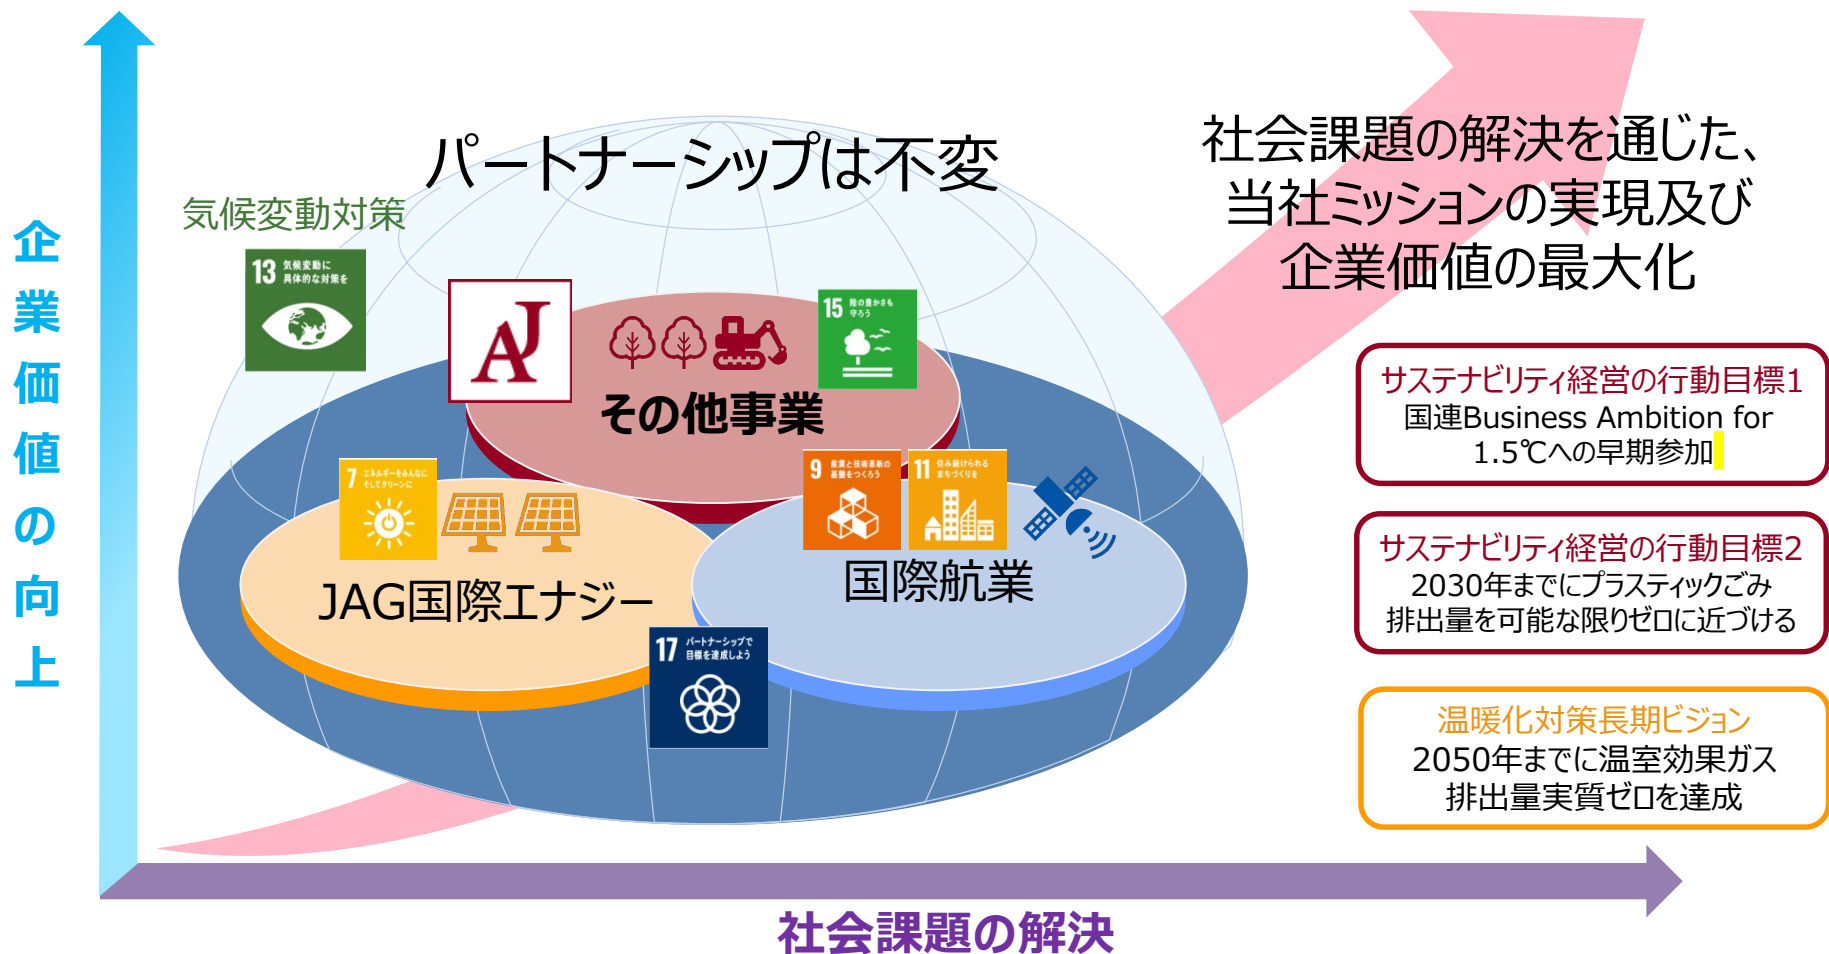 企業価値の向上
パートナーシップは不変
気候変動対策
13 気候変動に
具体的な対策を
AJ
15 陸の豊かさも
守ろう
その他事業
7 エネルギーをみんなに
そしてクリーンに
JAG国際エナジー
9 産業と技術革新の
基盤をつくろう
11 住み続けられる
まちづくりを
国際航業
17 パートナーシップで
目標を達成しよう
社会課題の解決を通じた、
当社ミッションの実現及び
企業価値の最大化
サステナビリティ経営の行動目標1
国連Business Ambition for
1.5℃への早期参加
サステナビリティ経営の行動目標2
2030年までにプラスティックごみ
排出量を可能な限りゼロに近づける
温暖化対策長期ビジョン
2050年までに温室効果ガス
排出量実質ゼロを達成
社会課題の解決